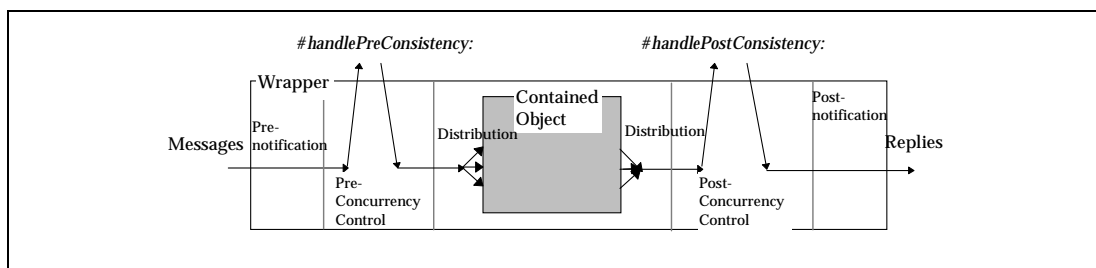 #handlePreConsistency:
#handlePostConsistency:
Wrapper
Contained
Object
Post-
notification
Messages
Pre-
notification
Distribution
Distribution
Replies
Pre-
Concurrency
Control
Post-
Concurrency
Control